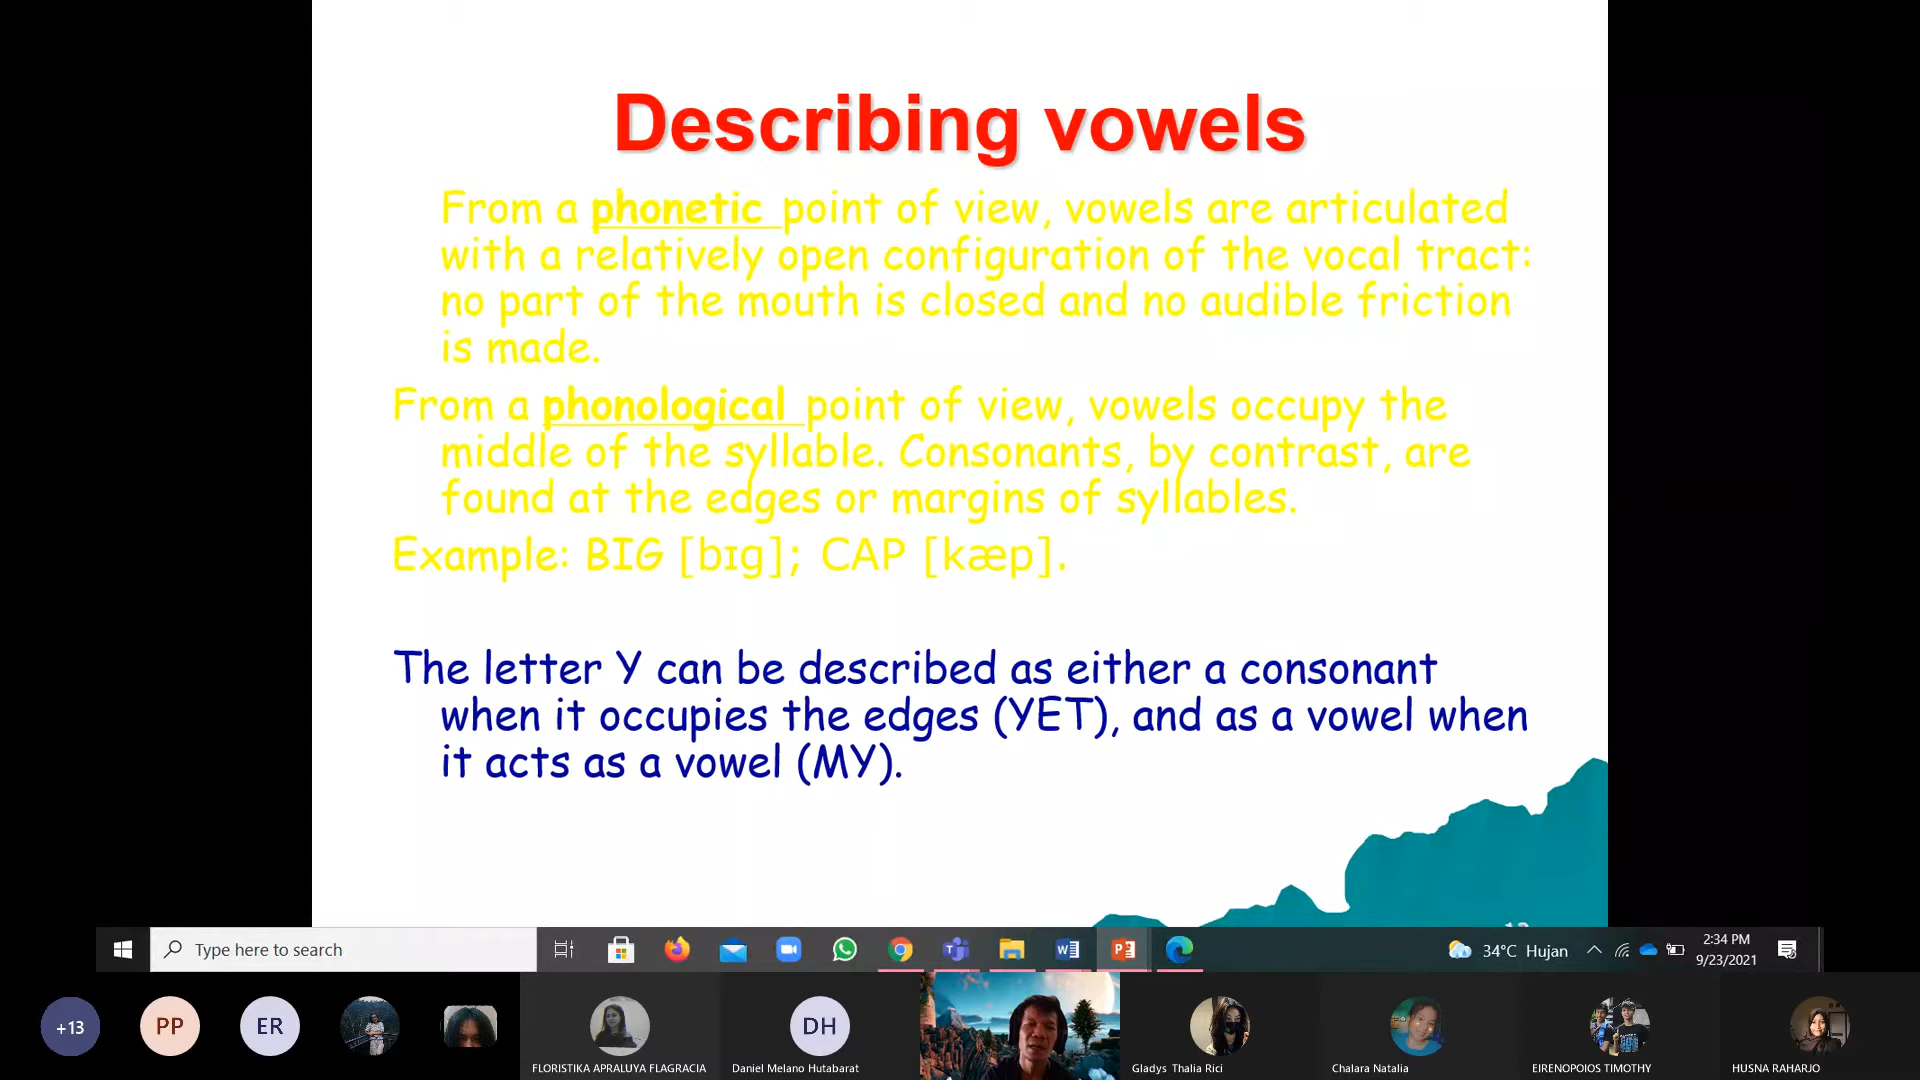 Describing vowels
From a phonetic point of view, vowels are articulated
with a relatively open configuration of the vocal tract:
no part of the mouth is closed and no audible friction
is made.
From a phonological point of view, vowels occupy the
middle of the syllable. Consonants, by contrast, are
found at the edges or margins of syllables.
Example: BIG [bɪg]; CAP [kæp].
The letter Y can be described as either a consonant
when it occupies the edges (YET), and as a vowel when
it acts as a vowel (MY).
Type here to search
34°C Hujan
2:34 PM
9/23/2021
+13
PP
ER
DH
FLORISTIKA APRALUYA FLAGRACIA
Daniel Melano Hutabarat
Gladys Thalia Rici
Chalara Natalia
EIRENOPOIOS TIMOTHY
HUSNA RAHARJO